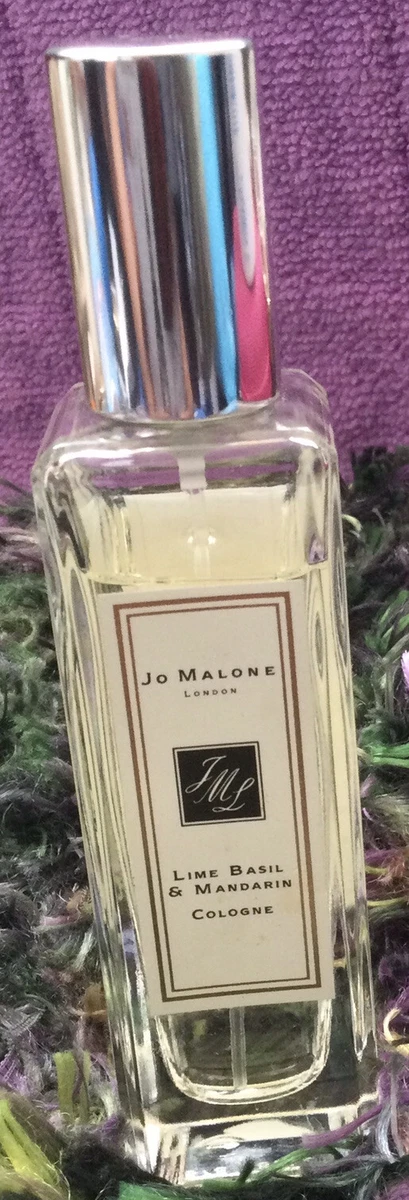 JO MALONE
LONDON
JML
LIME BASIL
& MANDARIN
COLOGNE